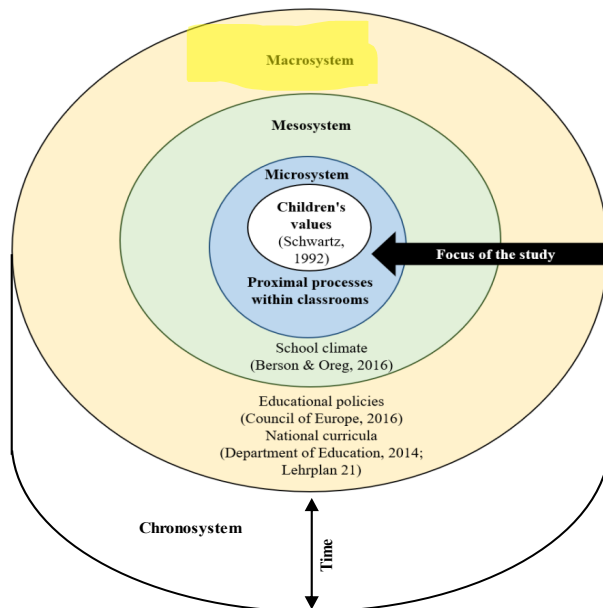 Macrosystem
Mesosystem
Microsystem
Children's
values
(Schwartz,
1992)
Focus of the study
Proximal processes
within classrooms
School climate
(Berson & Oreg, 2016)
Educational policies
(Council of Europe, 2016)
National curricula
(Department of Education, 2014;
Lehrplan 21)
Chronosystem
Time